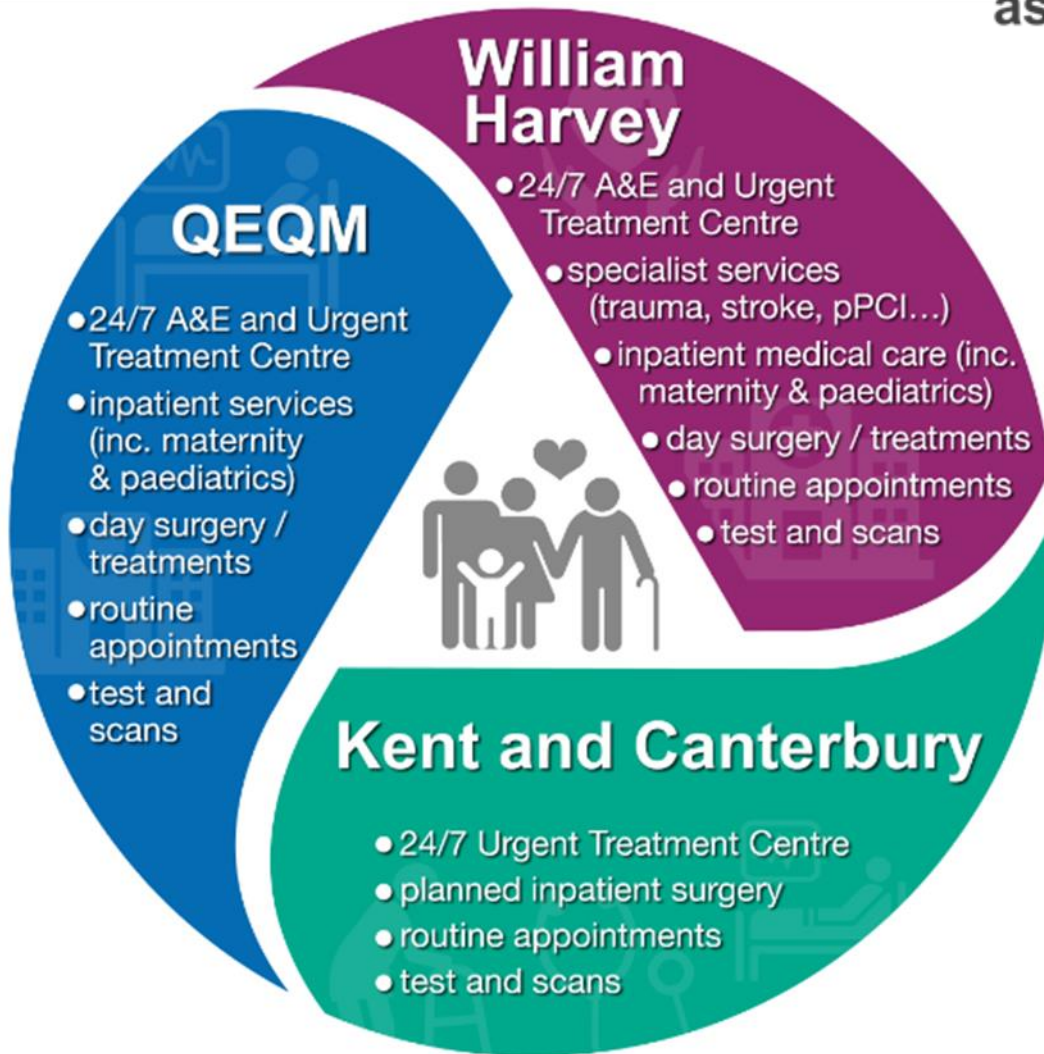 as
William
Harvey
•24/7 A&E and Urgent
Treatment Centre
•specialist services
(trauma, stroke, pPCI...)
•inpatient medical care (inc.
maternity & paediatrics)
•day surgery / treatments
•routine appointments
•test and scans
QEQM
•24/7 A&E and Urgent
Treatment Centre
•inpatient services
(inc. maternity
& paediatrics)
•day surgery /
treatments
•routine
appointments
•test and
scans
Kent and Canterbury
•24/7 Urgent Treatment Centre
•planned inpatient surgery
•routine appointments
•test and scans